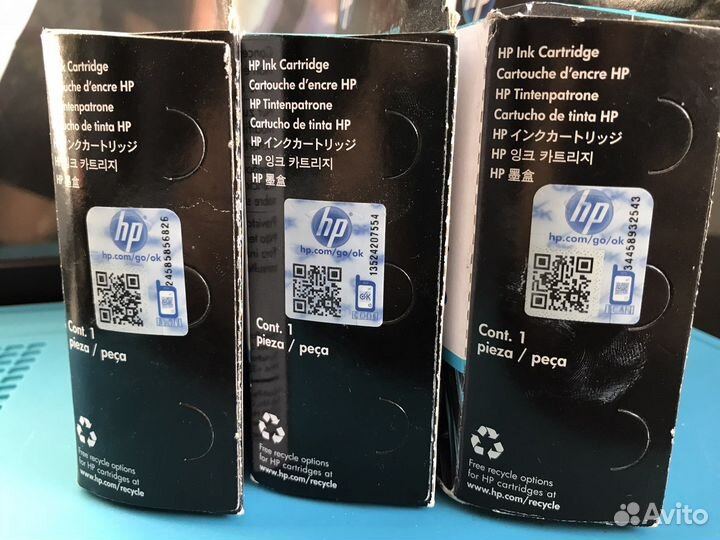 k Cartridge
uche d'encre HP
Tintenpatrone
rtucho de tinta HP
インクカートリッジ
HP 잉크 카트리지
HP 墨盒
hp
hp.com/go/ok
24585856826
Cont. 1
pieza / peça
Free recycle options
for HP cartridges at
www.hp.com/recycle
HP Ink Cartridge
Cartouche d'encre HP
HP Tintenpatrone
Cartucho de tinta HP
HP インクカートリッジ
HP 잉크 카트리지
HP 墨盒
hp
hp.com/go/ok
13524207554
OK
Cont. 1
pieza / peça
Free recycle options
for HP cartridges at
www.hp.com/recycle
hp
HP Ink Cartridge
Cartouche d'encre HP
HP Tintenpatrone
Cartucho de tinta HP
HP インクカートリッジ
HP 잉크 카트리지
HP 墨盒
hp
hp.com/go/ok
34458932543
Cont. 1
pieza / peça
Free recycle options
for HP cartridges at
www.hp.com/recycle
Avito